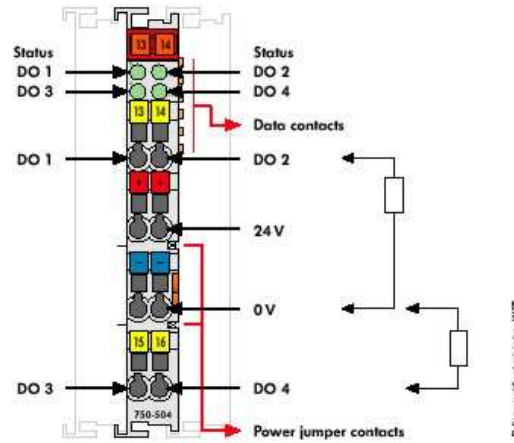 13 14
Status Status
DO 1 DO 2
DO 3 DO 4
13 14
Data contacts
DO 1 DO 2
+ +
24 V
− −
0 V
15 16
DO 3 DO 4
750-504
Power jumper contacts